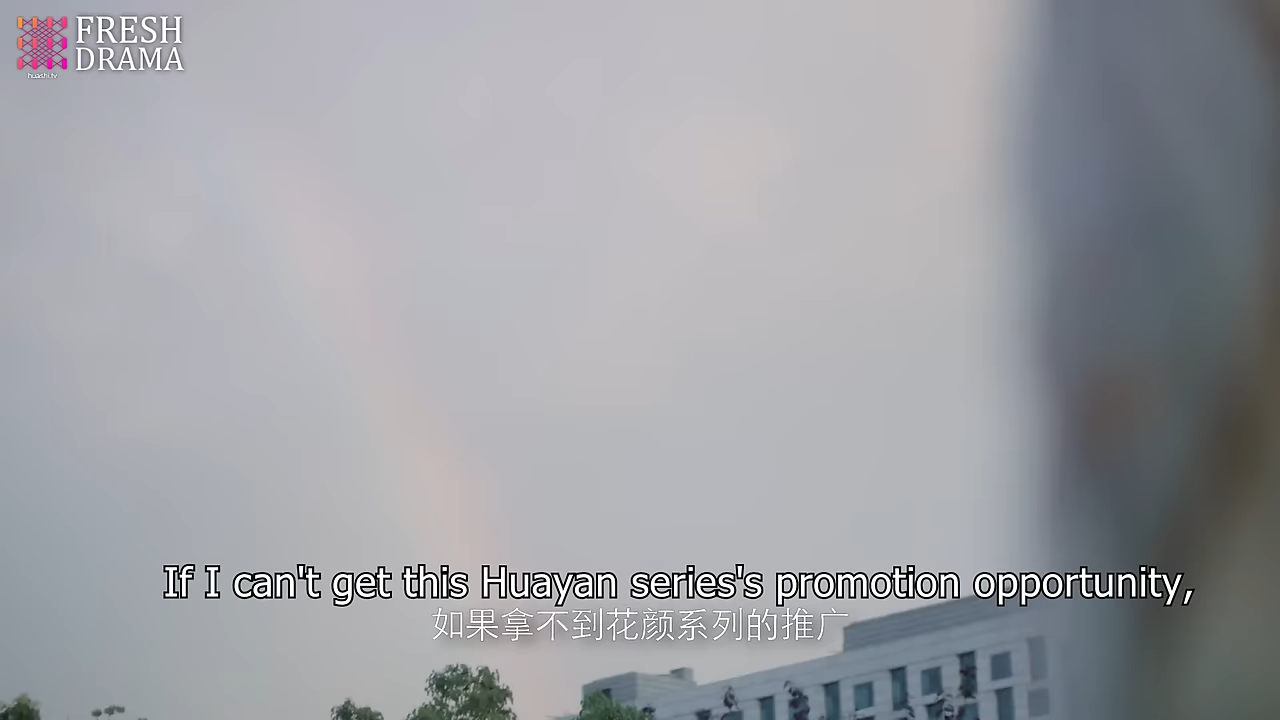 FRESH
DRAMA
huashi.tv
If I can't get this Huayan series's promotion opportunity,
如果拿不到花颜系列的推广